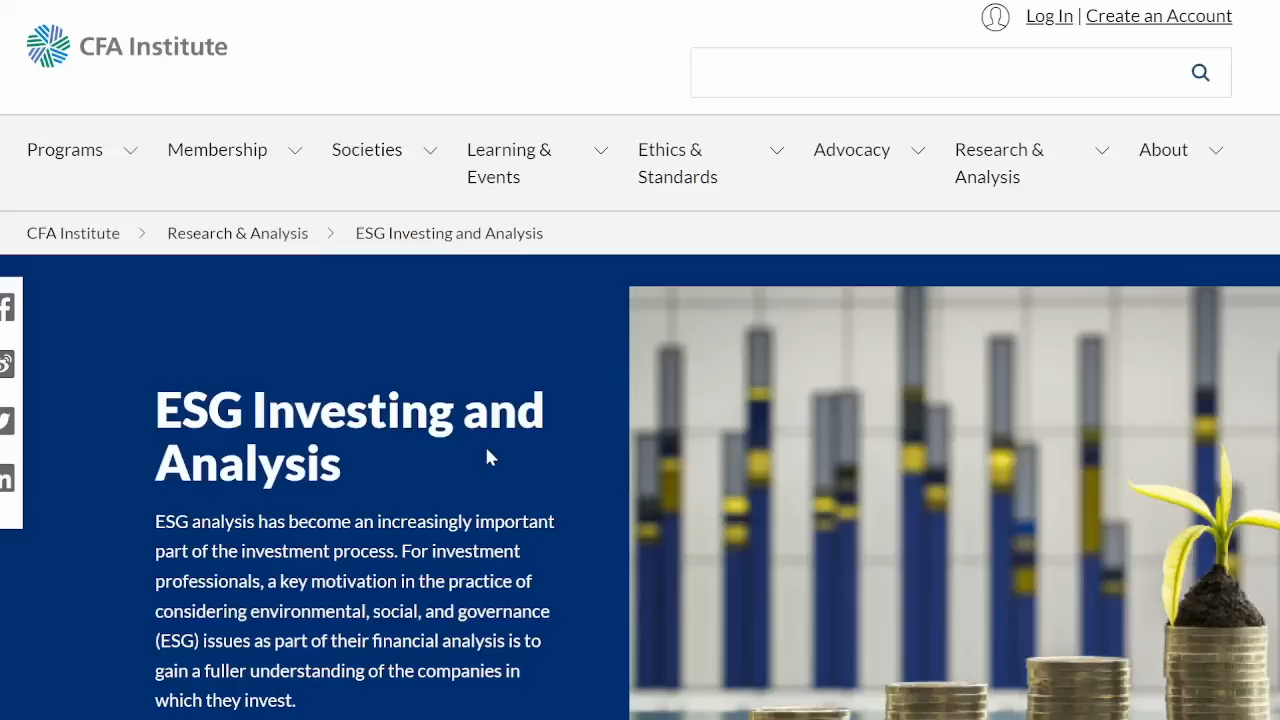 Log In | Create an Account
CFA Institute
Programs
Membership
Societies
Learning &
Events
Ethics &
Standards
Advocacy
Research &
Analysis
About
CFA Institute
Research & Analysis
ESG Investing and Analysis
ESG Investing and
Analysis
ESG analysis has become an increasingly important
part of the investment process. For investment
professionals, a key motivation in the practice of
considering environmental, social, and governance
(ESG) issues as part of their financial analysis is to
gain a fuller understanding of the companies in
which they invest.